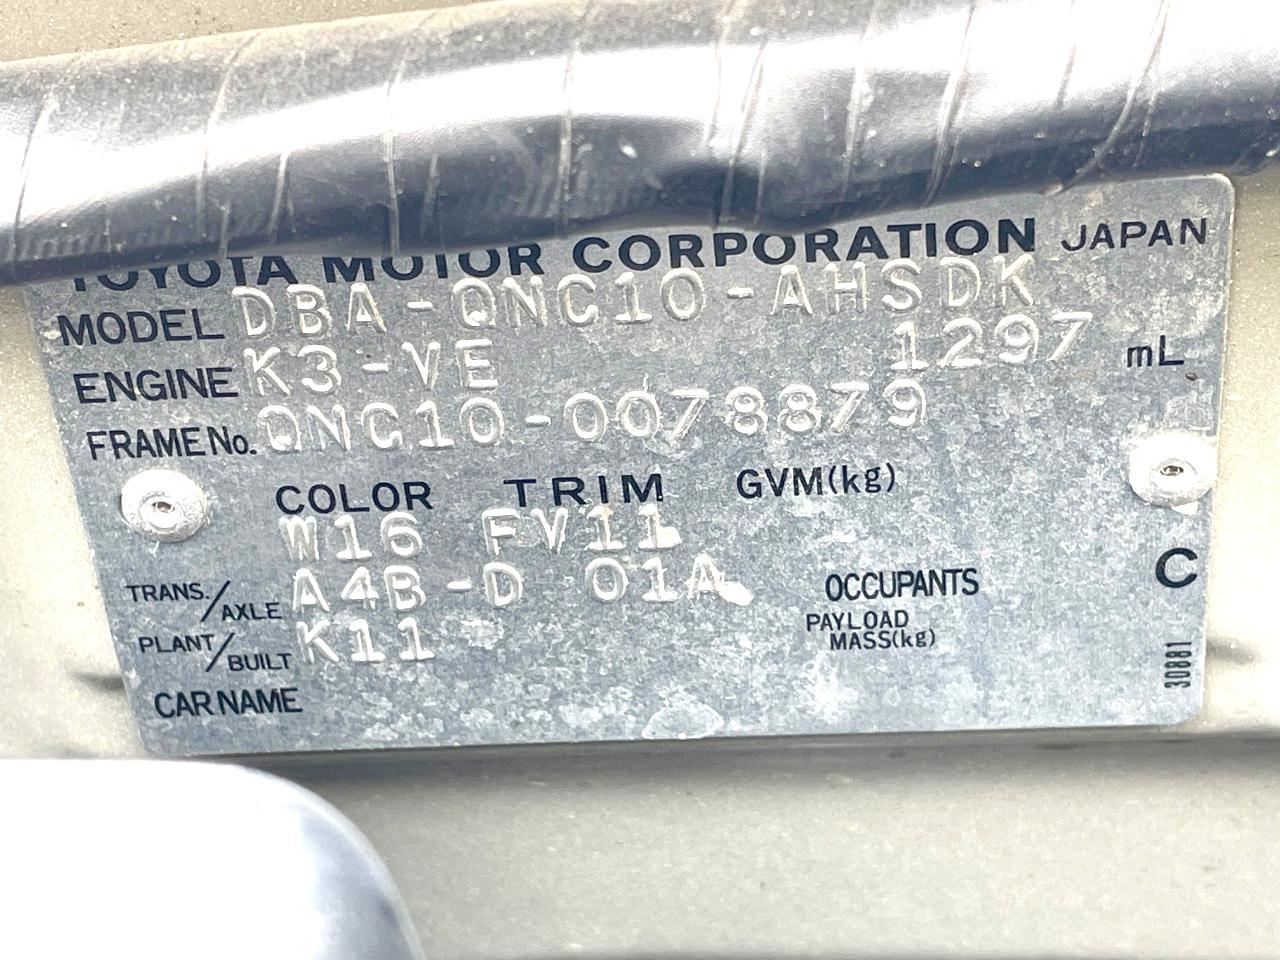 TOYOTA MOTOR CORPORATION JAPAN
MODEL DBA-QNC10-AHSDK
ENGINE K3-VE 1297 mL
FRAME No. QNC10-0078879
COLOR TRIM GVM(kg)
W16 FV11
TRANS./AXLE A4B-D 01A OCCUPANTS C
PLANT/BUILT K11 PAYLOAD MASS(kg)
CAR NAME
30881